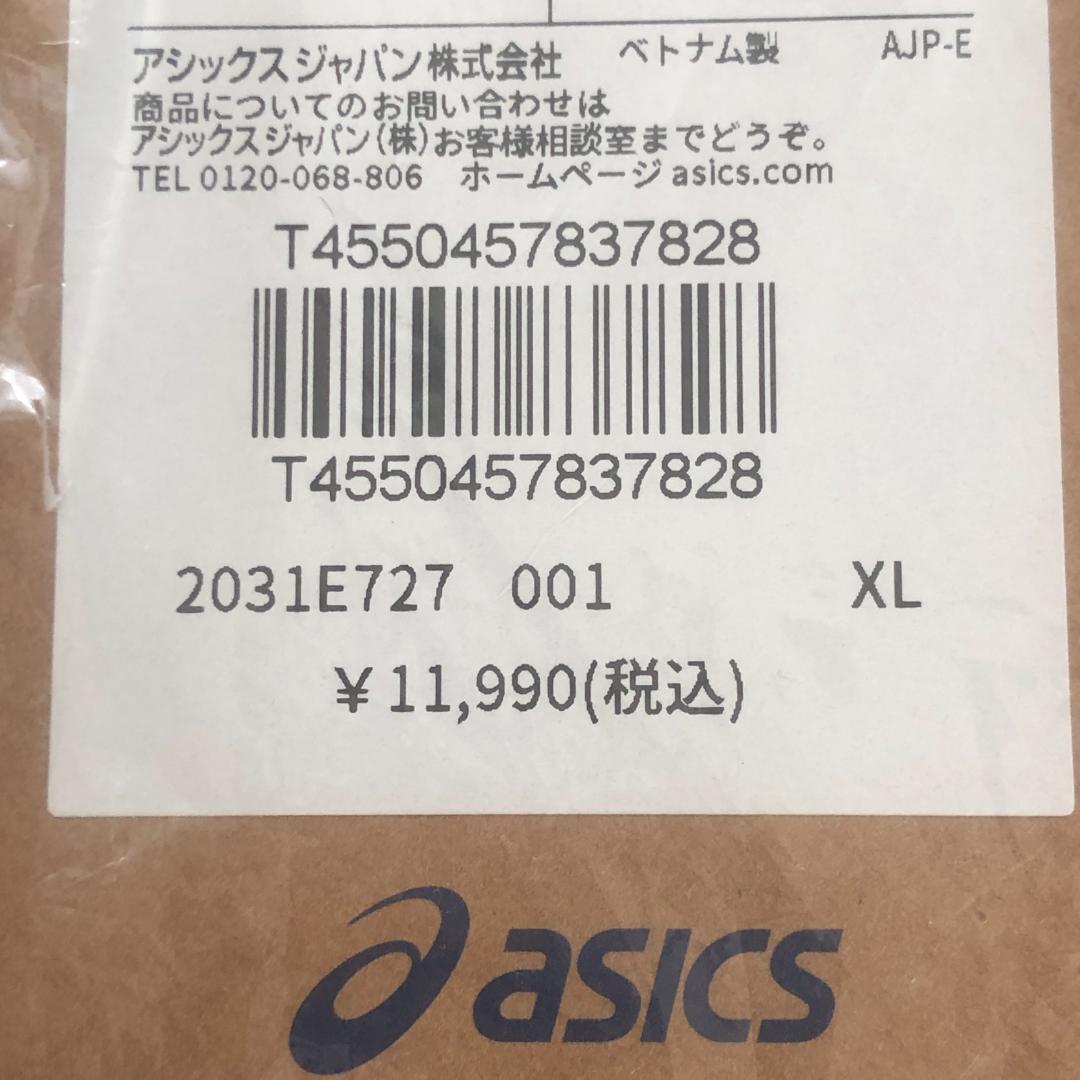 アシックスジャパン株式会社 ベトナム製 AJP-E
商品についてのお問い合わせは
アシックスジャパン(株)お客様相談室までどうぞ。
TEL 0120-068-806 ホームページ asics.com
T4550457837828
T4550457837828
2031E727 001 XL
¥11,990(税込)
asics